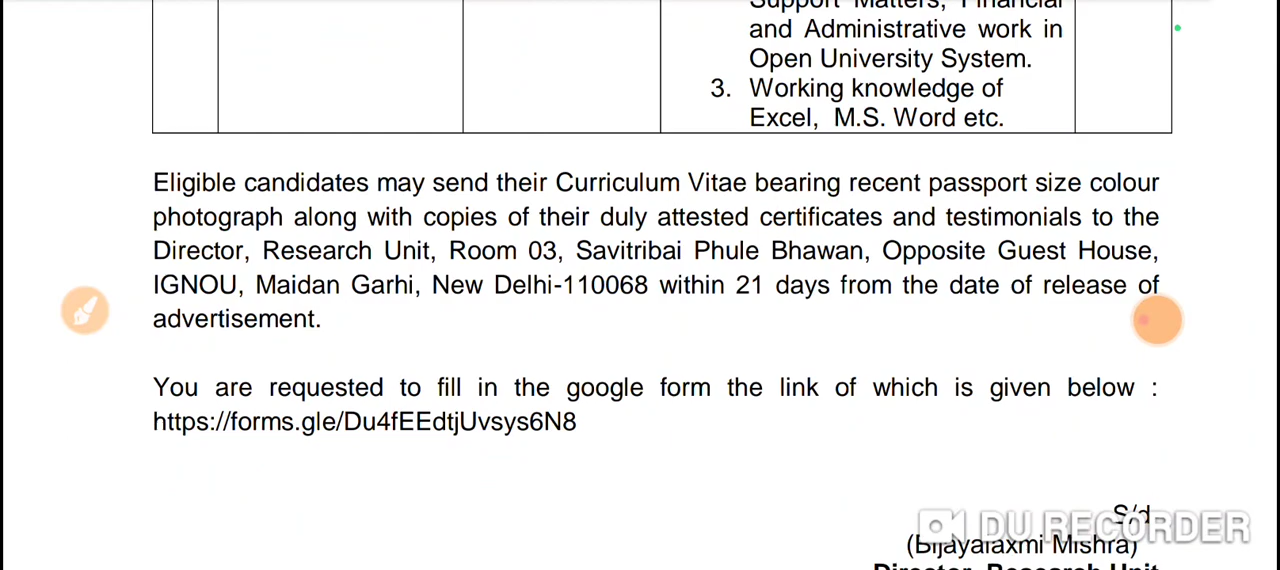 Support Matters, Financial
and Administrative work in
Open University System.
3. Working knowledge of
Excel, M.S. Word etc.
Eligible candidates may send their Curriculum Vitae bearing recent passport size colour
photograph along with copies of their duly attested certificates and testimonials to the
Director, Research Unit, Room 03, Savitribai Phule Bhawan, Opposite Guest House,
IGNOU, Maidan Garhi, New Delhi-110068 within 21 days from the date of release of
advertisement.
You are requested to fill in the google form the link of which is given below :
https://forms.gle/Du4fEEdtjUvsys6N8
S/d
DU RECORDER
(Bijayalaxmi Mishra)
Director, Research Unit